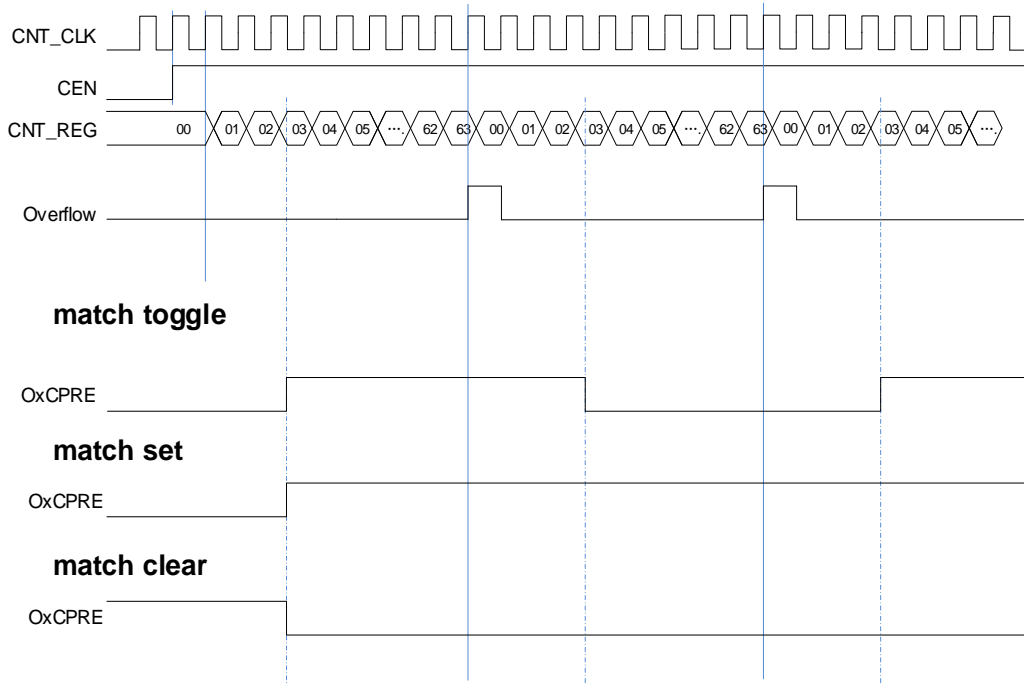 CNT_CLK
CEN
CNT_REG 00 01 02 03 04 05 ···. 62 63 00 01 02 03 04 05 ···. 62 63 00 01 02 03 04 05 ···.
Overflow
match toggle
OxCPRE
match set
OxCPRE
match clear
OxCPRE